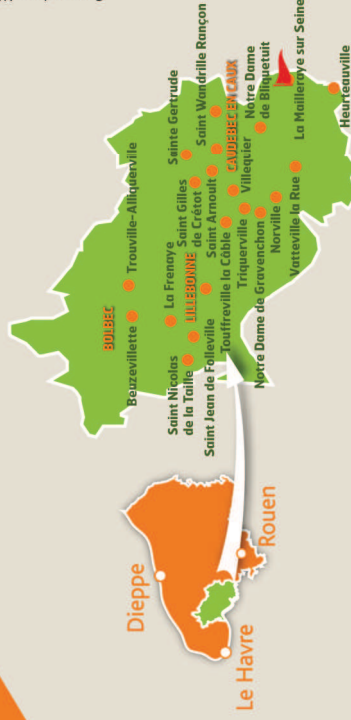 Dieppe
Le Havre
Rouen
BOLBEC
Beuzevillette
Trouville-Alliquerville
Saint Nicolas
de la Taille
La Frenaye
LILLEBONNE
Saint Jean de Folleville
Saint Gilles
de Crétot
Sainte Gertrude
Saint Wandrille Rançon
Saint Arnoult
CAUDEBEC EN CAUX
Touffreville la Câble
Villequier
Triquerville
Notre Dame
de Bliquetuit
Notre Dame de Gravenchon
Norville
Vatteville la Rue
La Mailleraye sur Seine
Heurteauville